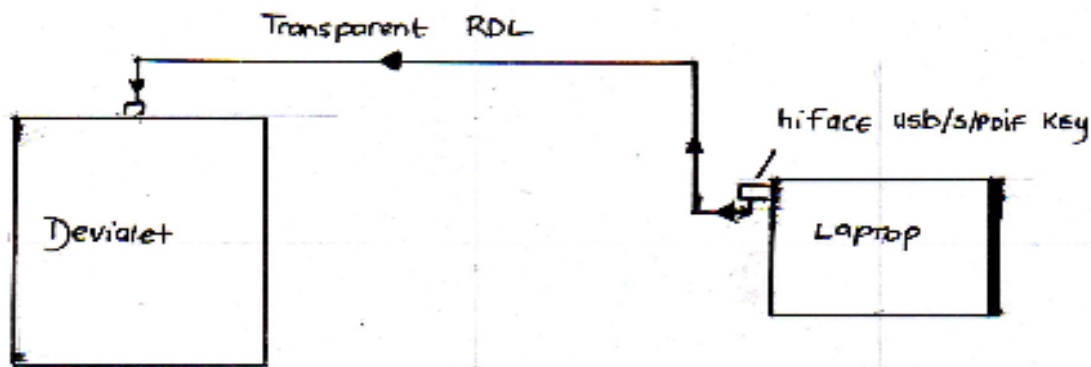 Transparent RDL
hiface usb/S/PDiF KEy
Devialet
LapTop